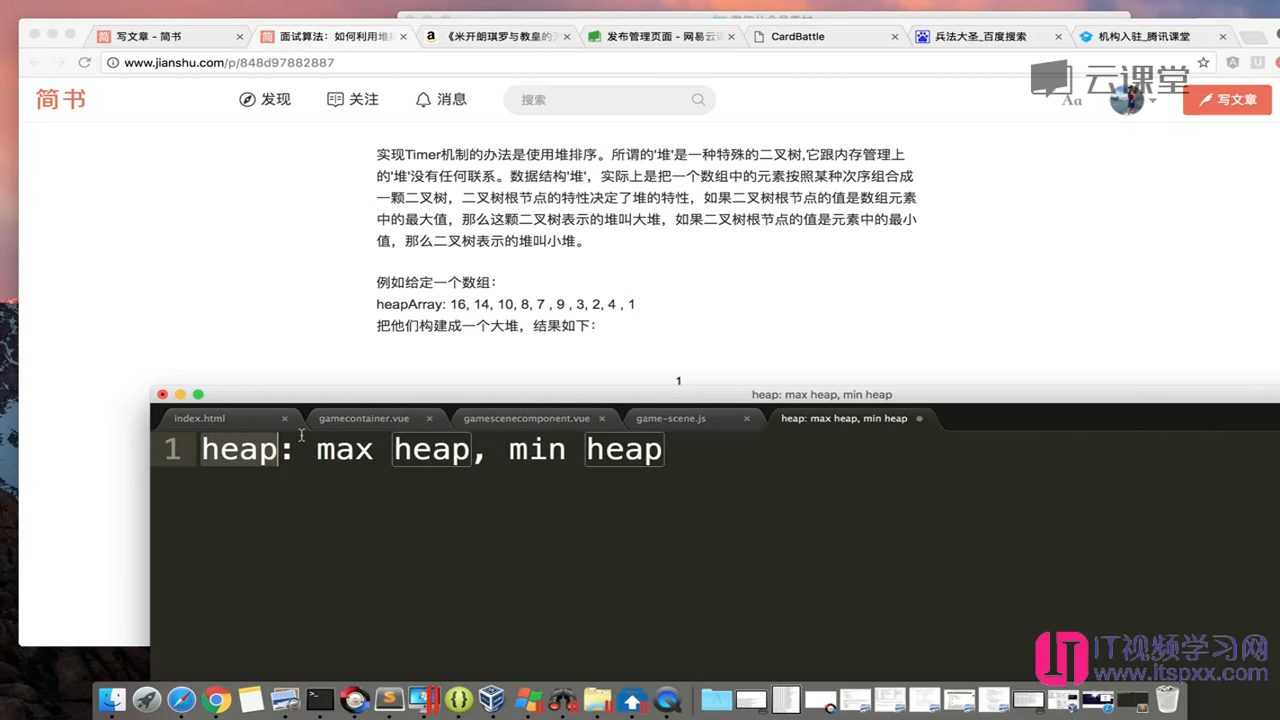 写文章 - 简书
面试算法：如何利用堆排
《米开朗琪罗与教皇的天
发布管理页面 - 网易云课
CardBattle
兵法大圣_百度搜索
机构入驻_腾讯课堂
www.jianshu.com/p/848d97882887
云课堂
简书
发现
关注
消息
搜索
Aa
写文章
实现Timer机制的办法是使用堆排序。所谓的'堆'是一种特殊的二叉树,它跟内存管理上
的'堆'没有任何联系。数据结构'堆'，实际上是把一个数组中的元素按照某种次序组合成
一颗二叉树，二叉树根节点的特性决定了堆的特性，如果二叉树根节点的值是数组元素
中的最大值，那么这颗二叉树表示的堆叫大堆，如果二叉树根节点的值是元素中的最小
值，那么二叉树表示的堆叫小堆。
例如给定一个数组：
heapArray: 16, 14, 10, 8, 7 , 9 , 3, 2, 4 , 1
把他们构建成一个大堆，结果如下：
1
heap: max heap, min heap
index.html
gamecontainer.vue
gamescenecomponent.vue
game-scene.js
heap: max heap, min heap
1 heap: max heap, min heap
IT视频学习网
www.itspxx.com